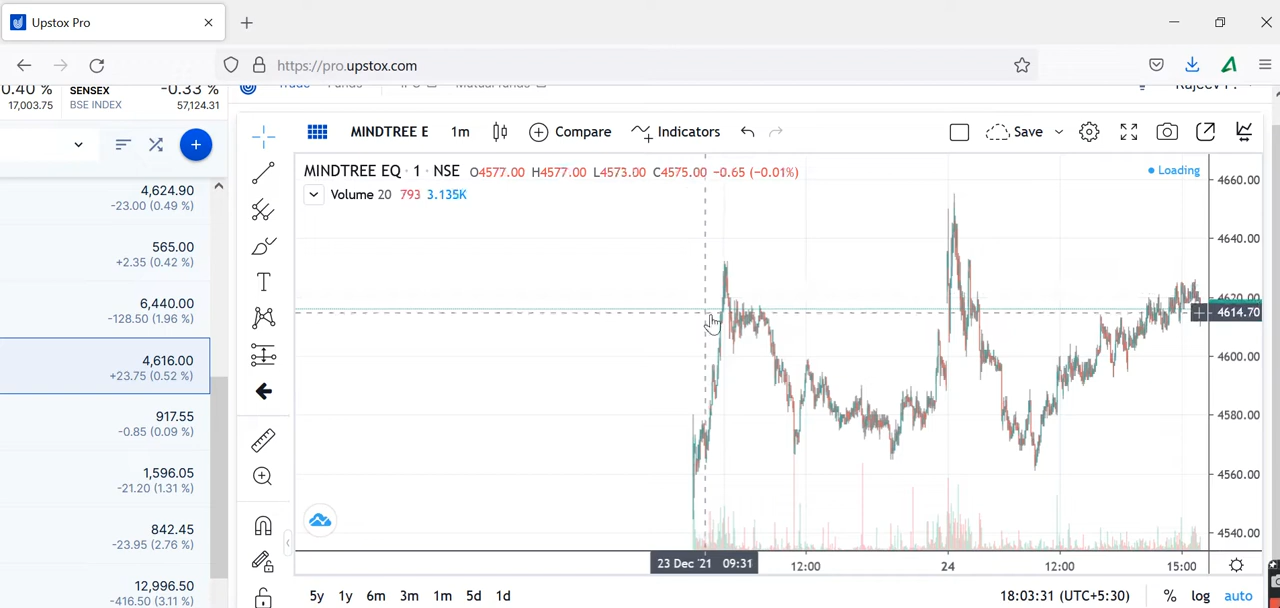 Upstox Pro
https://pro.upstox.com
0.40 %
17,003.75
SENSEX
BSE INDEX
-0.33 %
57,124.31
MINDTREE E 1m Compare Indicators Save
MINDTREE EQ · 1 · NSE O4577.00 H4577.00 L4573.00 C4575.00 −0.65 (−0.01%)
Volume 20 793 3.135K
Loading
4,624.90
-23.00 (0.49 %)
565.00
+2.35 (0.42 %)
6,440.00
-128.50 (1.96 %)
4,616.00
+23.75 (0.52 %)
917.55
-0.85 (0.09 %)
1,596.05
-21.20 (1.31 %)
842.45
-23.95 (2.76 %)
12,996.50
-416.50 (3.11 %)
4660.00
4640.00
4620.00
4614.70
4600.00
4580.00
4560.00
4540.00
23 Dec '21 09:31 12:00 24 12:00 15:00
5y 1y 6m 3m 1m 5d 1d 18:03:31 (UTC+5:30) % log auto